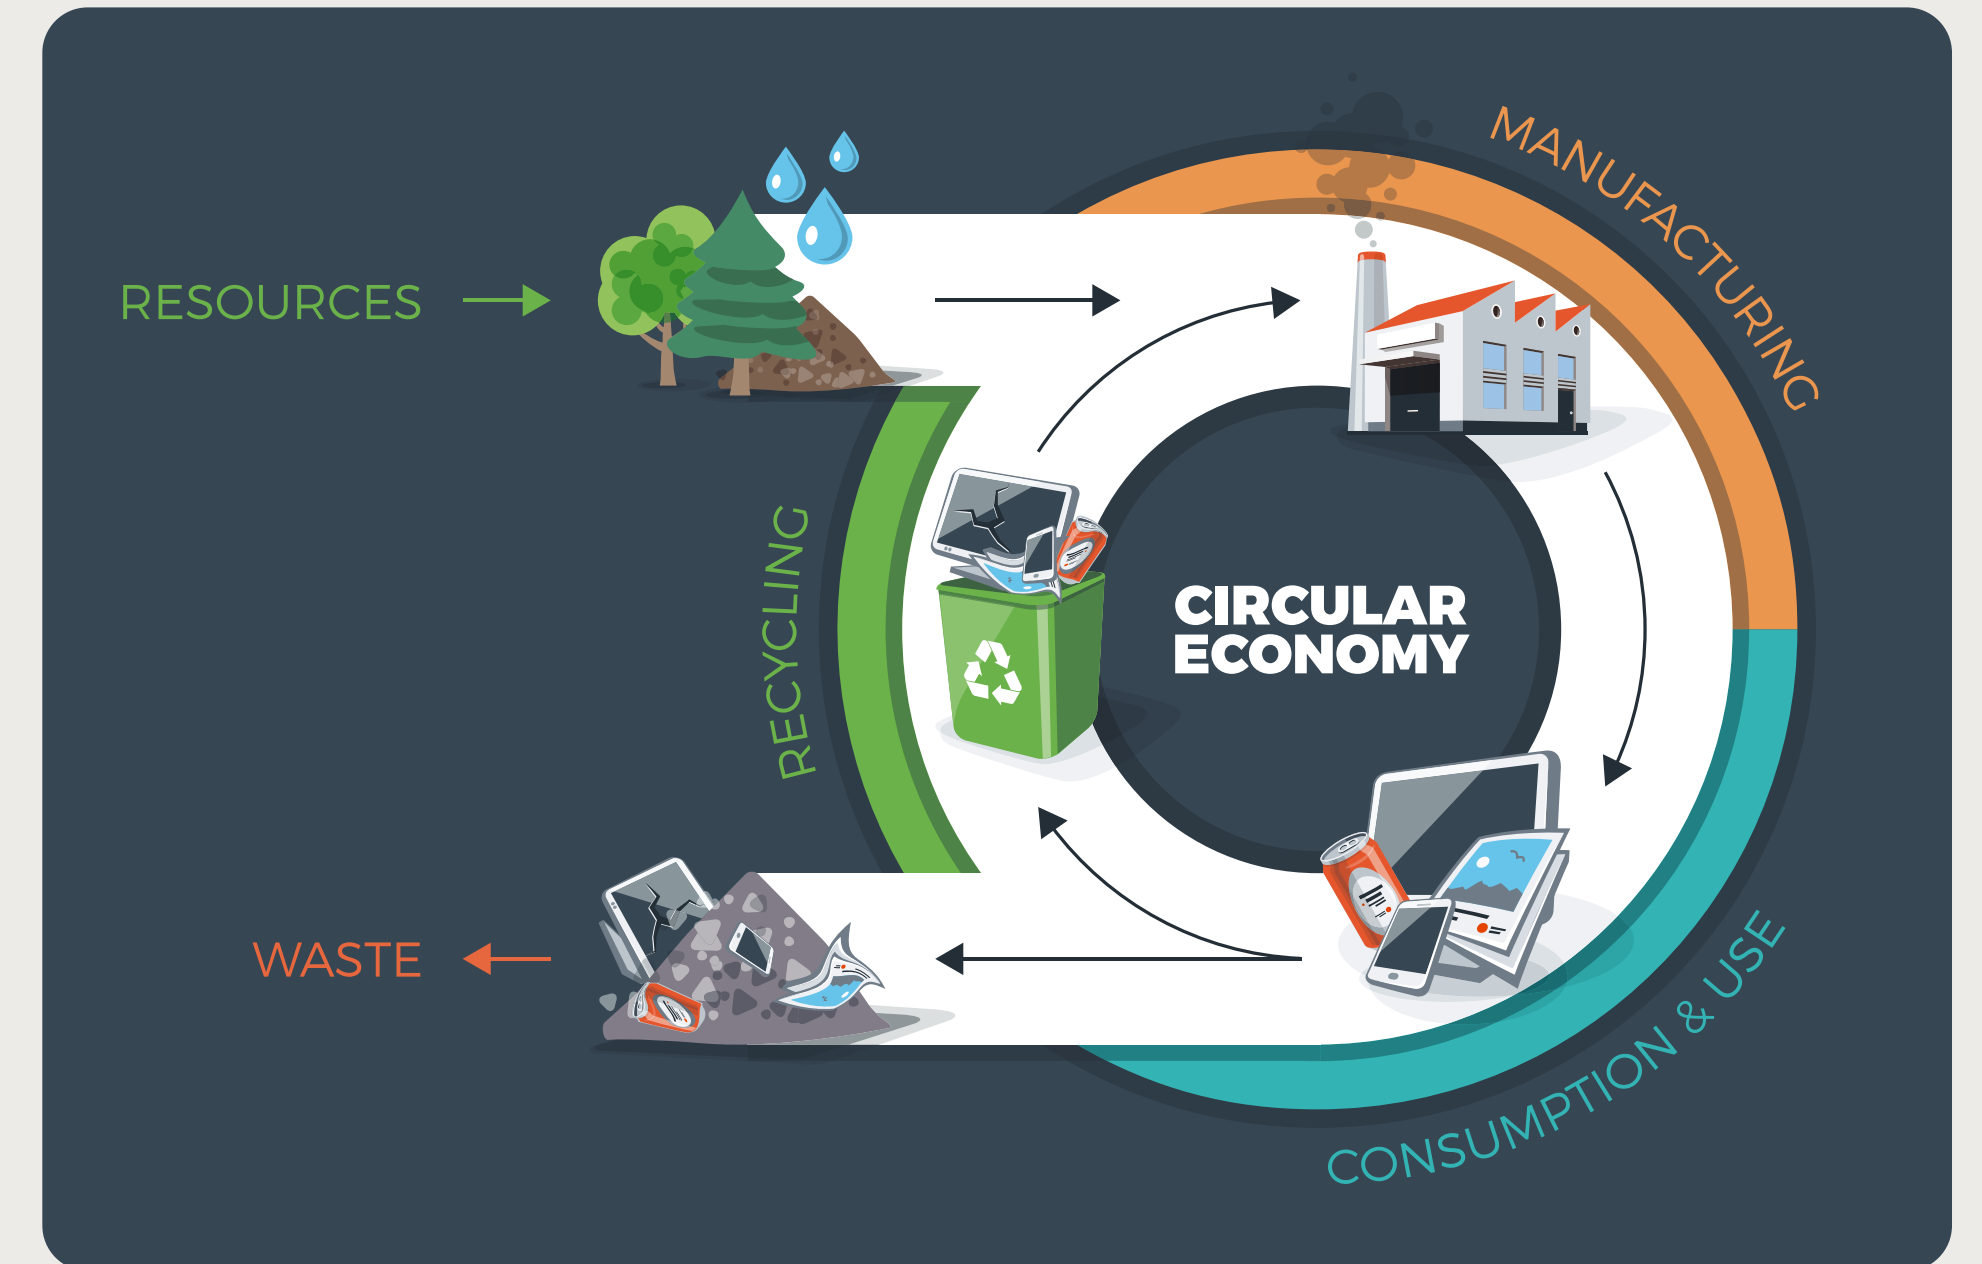 RESOURCES
MANUFACTURING
RECYCLING
CIRCULAR
ECONOMY
WASTE
CONSUMPTION & USE